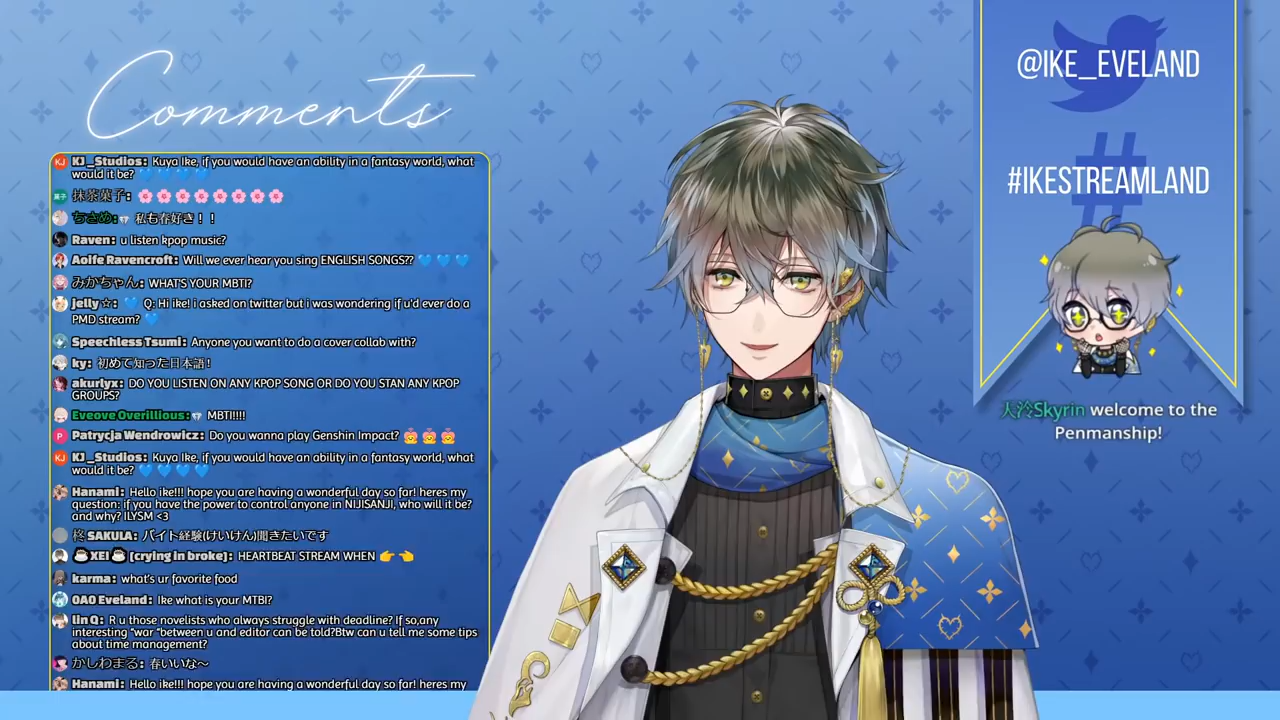 Comments
KJ_Studios: Kuya Ike, if you would have an ability in a fantasy world, what
would it be? 💙 💙 💙 💙
抹茶菓子: 🌸 🌸 🌸 🌸 🌸 🌸 🌸 🌸
ちさめ: 私も春好き！！
Raven: u listen kpop music?
Aoife Ravencroft: Will we ever hear you sing ENGLISH SONGS?? 💙 💙 💙
みかちゃん: WHAT'S YOUR MBTI?
jelly☆: 💙 Q: Hi ike! i asked on twitter but i was wondering if u'd ever do a
PMD stream? 💙
Speechless Tsumi: Anyone you want to do a cover collab with?
ky: 初めて知った日本語！
akurlyx: DO YOU LISTEN ON ANY KPOP SONG OR DO YOU STAN ANY KPOP
GROUPS?
Eveove Overillious: MBTI!!!!
Patrycja Wendrowicz: Do you wanna play Genshin Impact?
KJ_Studios: Kuya Ike, if you would have an ability in a fantasy world, what
would it be? 💙 💙 💙 💙
Hanami: Hello ike!!! hope you are having a wonderful day so far! heres my
question: if you have the power to control anyone in NIJISANJI, who will it be?
and why? ILYSM <3
柊 SAKULA: バイト経験(けいけん)聞きたいです
XEI [crying in broke]: HEARTBEAT STREAM WHEN 👉 👈
karma: what's ur favorite food
OAO Eveland: Ike what is your MTBI?
lin Q: R u those novelists who always struggle with deadline? If so,any
interesting "war "between u and editor can be told?Btw can u tell me some tips
about time management?
かしわまる: 春いいな〜
Hanami: Hello ike!!! hope you are having a wonderful day so far! heres my
@IKE_EVELAND
#
#IKESTREAMLAND
Skyrin welcome to the
Penmanship!